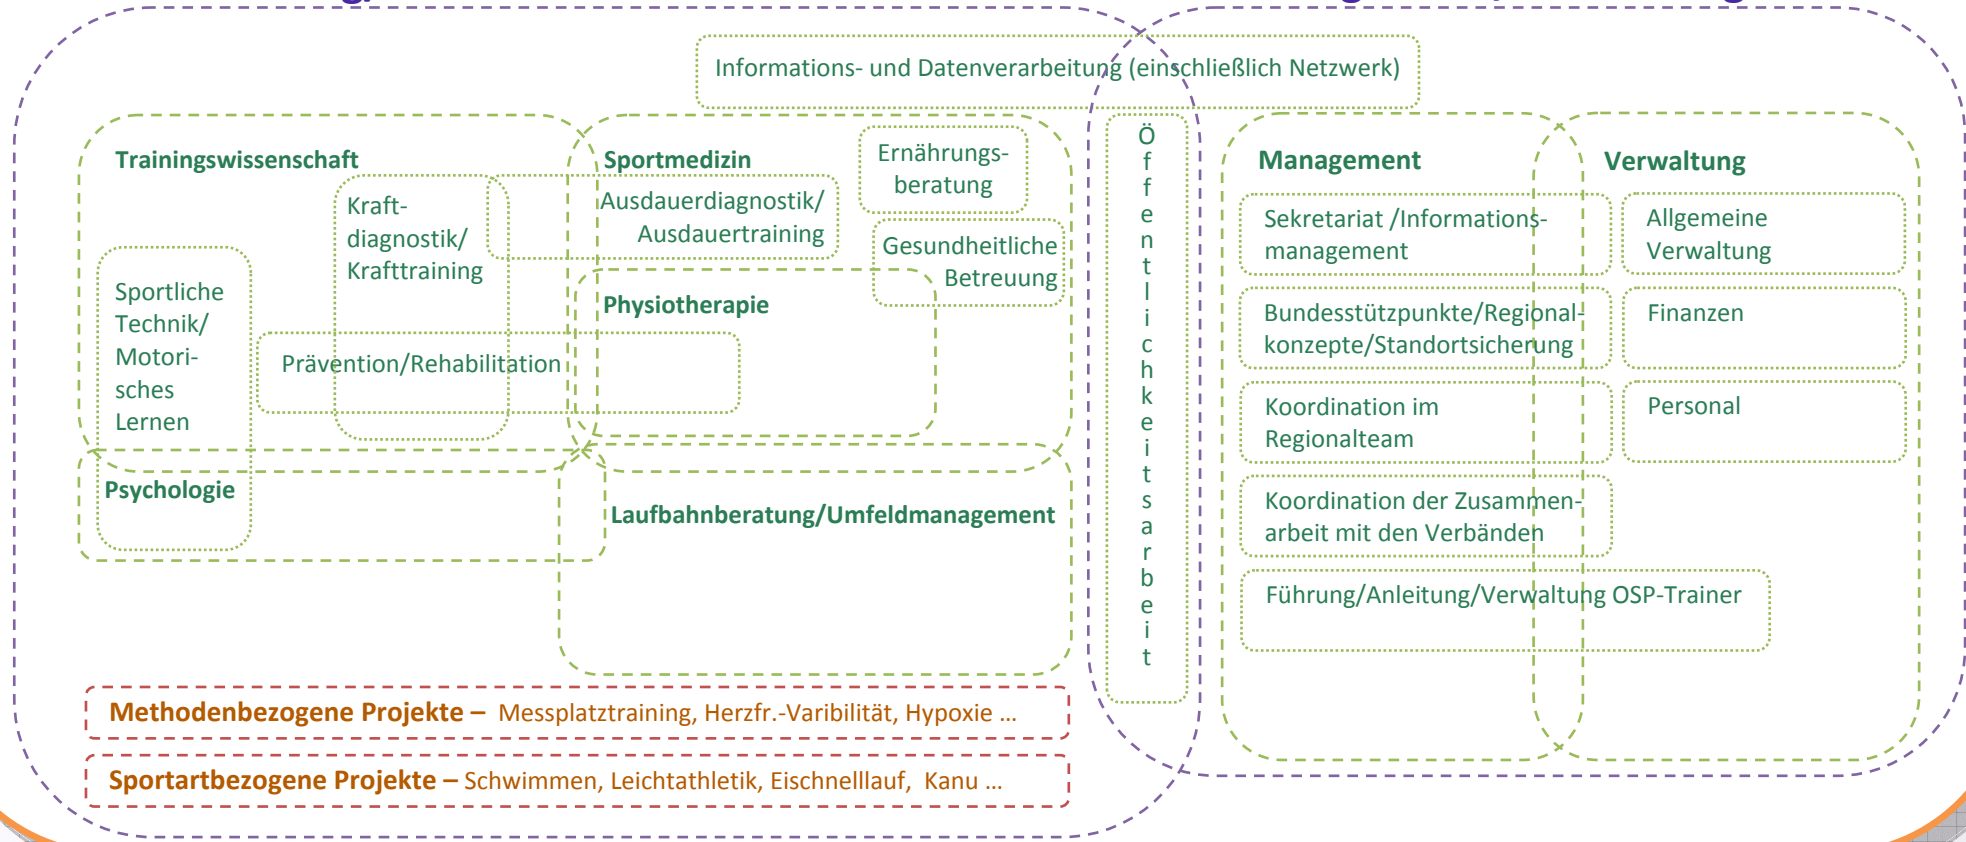 Informations- und Datenverarbeitung (einschließlich Netzwerk)
Trainingswissenschaft
Kraft-
diagnostik/
Krafttraining
Sportliche
Technik/
Motori-
sches
Lernen
Prävention/Rehabilitation
Psychologie
Sportmedizin
Ausdauerdiagnostik/
Ausdauertraining
Ernährungs-
beratung
Gesundheitliche
Betreuung
Physiotherapie
Laufbahnberatung/Umfeldmanagement
Methodenbezogene Projekte – Messplatztraining, Herzfr.-Varibilität, Hypoxie ...
Sportartbezogene Projekte – Schwimmen, Leichtathletik, Eischnelllauf, Kanu ...
Öffentlichkeitsarbeit
Management
Sekretariat /Informations-
management
Bundesstützpunkte/Regional-
konzepte/Standortsicherung
Koordination im
Regionalteam
Koordination der Zusammen-
arbeit mit den Verbänden
Führung/Anleitung/Verwaltung OSP-Trainer
Verwaltung
Allgemeine
Verwaltung
Finanzen
Personal